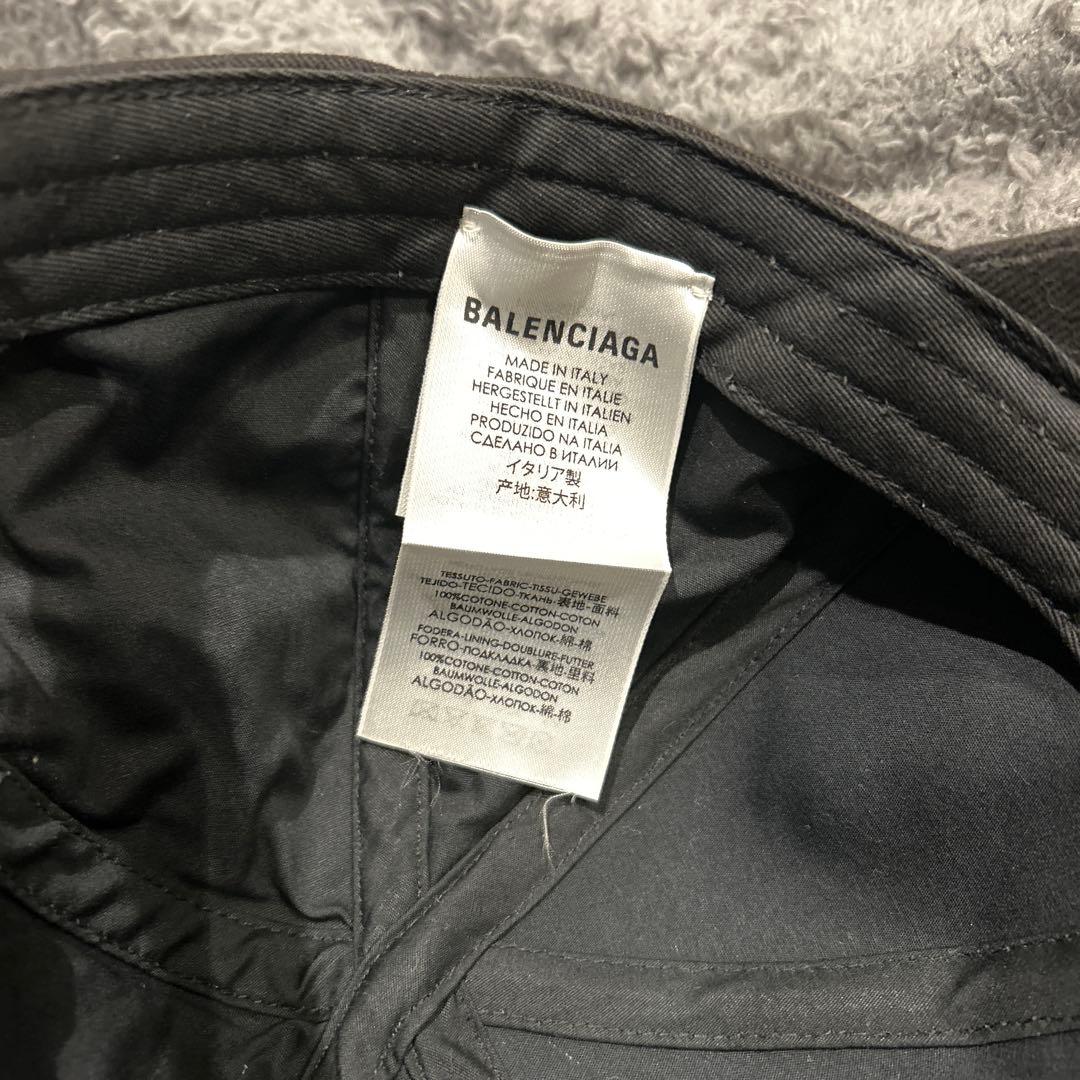 BALENCIAGA
MADE IN ITALY
FABRIQUE EN ITALIE
HERGESTELLT IN ITALIEN
HECHO EN ITALIA
PRODUZIDO NA ITALIA
СДЕЛАНО В ИТАЛИИ
イタリア製
产地:意大利
TESSUTO-FABRIC-TISSU-GEWEBE
TEJIDO-TECIDO-ТКАНЬ-表地-面料
100%COTONE-COTTON-COTON
BAUMWOLLE-ALGODON
ALGODÃO-ХЛОПОК-綿-棉
FODERA-LINING-DOUBLURE-FUTTER
FORRO-ПОДКЛАДКА-裏地-里料
100%COTONE-COTTON-COTON
BAUMWOLLE-ALGODON
ALGODÃO-ХЛОПОК-綿-棉